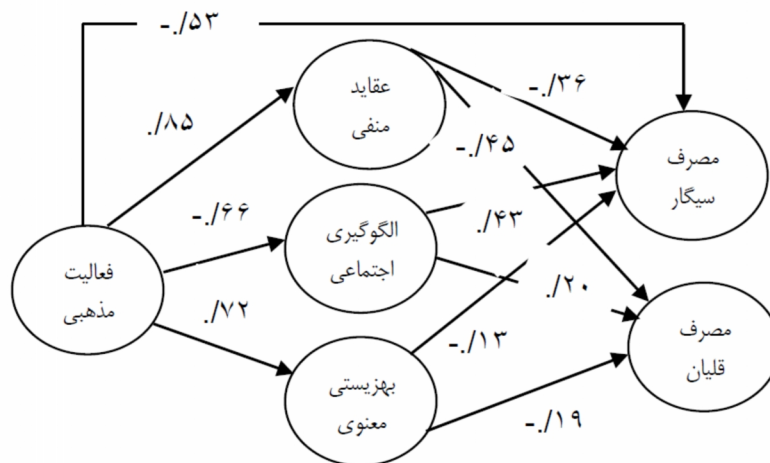 -./۵۳
عقاید
منفی
-./۳۶
./۸۵
-./۴۵
مصرف
سیگار
-./۶۶
الگوگیری
اجتماعی
./۴۳
فعالیت
مذهبی
./۲۰
./۷۲
-./۱۳
مصرف
قلیان
بهزیستی
معنوی
-./۱۹